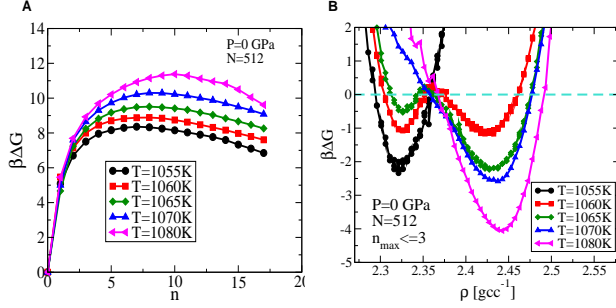 A
B
P=0 GPa
N=512
βΔG
14
12
10
8
6
4
2
0
T=1055K
T=1060K
T=1065K
T=1070K
T=1080K
0 5 10 15 20
n
βΔG
2
1
0
-1
-2
-3
-4
-5
P=0 GPa
N=512
n_max<=3
T=1055K
T=1060K
T=1065K
T=1070K
T=1080K
2.3 2.35 2.4 2.45 2.5 2.55
ρ [gcc⁻¹]